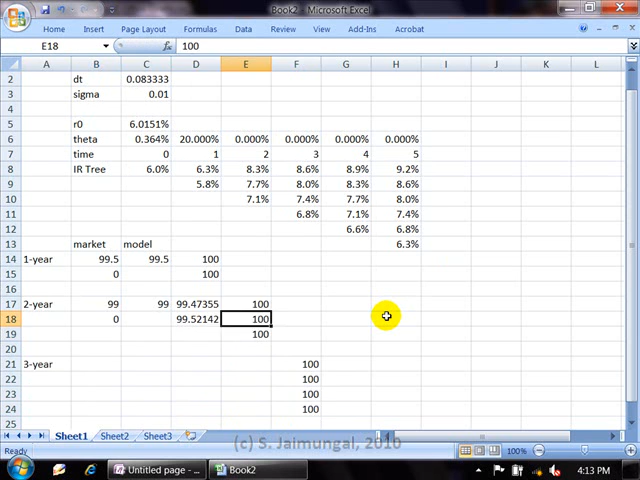 Book2 - Microsoft Excel
Home Insert Page Layout Formulas Data Review View Add-Ins Acrobat
E18 fx 100
A B C D E F G H I J K L
2 dt 0.083333
3 sigma 0.01
4
5 r0 6.0151%
6 theta 0.364% 20.000% 0.000% 0.000% 0.000% 0.000%
7 time 0 1 2 3 4 5
8 IR Tree 6.0% 6.3% 8.3% 8.6% 8.9% 9.2%
9 5.8% 7.7% 8.0% 8.3% 8.6%
10 7.1% 7.4% 7.7% 8.0%
11 6.8% 7.1% 7.4%
12 6.6% 6.8%
13 market model 6.3%
14 1-year 99.5 99.5 100
15 0 100
16
17 2-year 99 99 99.47355 100
18 0 99.52142 100
19 100
20
21 3-year 100
22 100
23 100
24 100
25
Sheet1 Sheet2 Sheet3
(c) S. Jaimungal, 2010
Ready 100%
Untitled page - ... Book2 4:13 PM